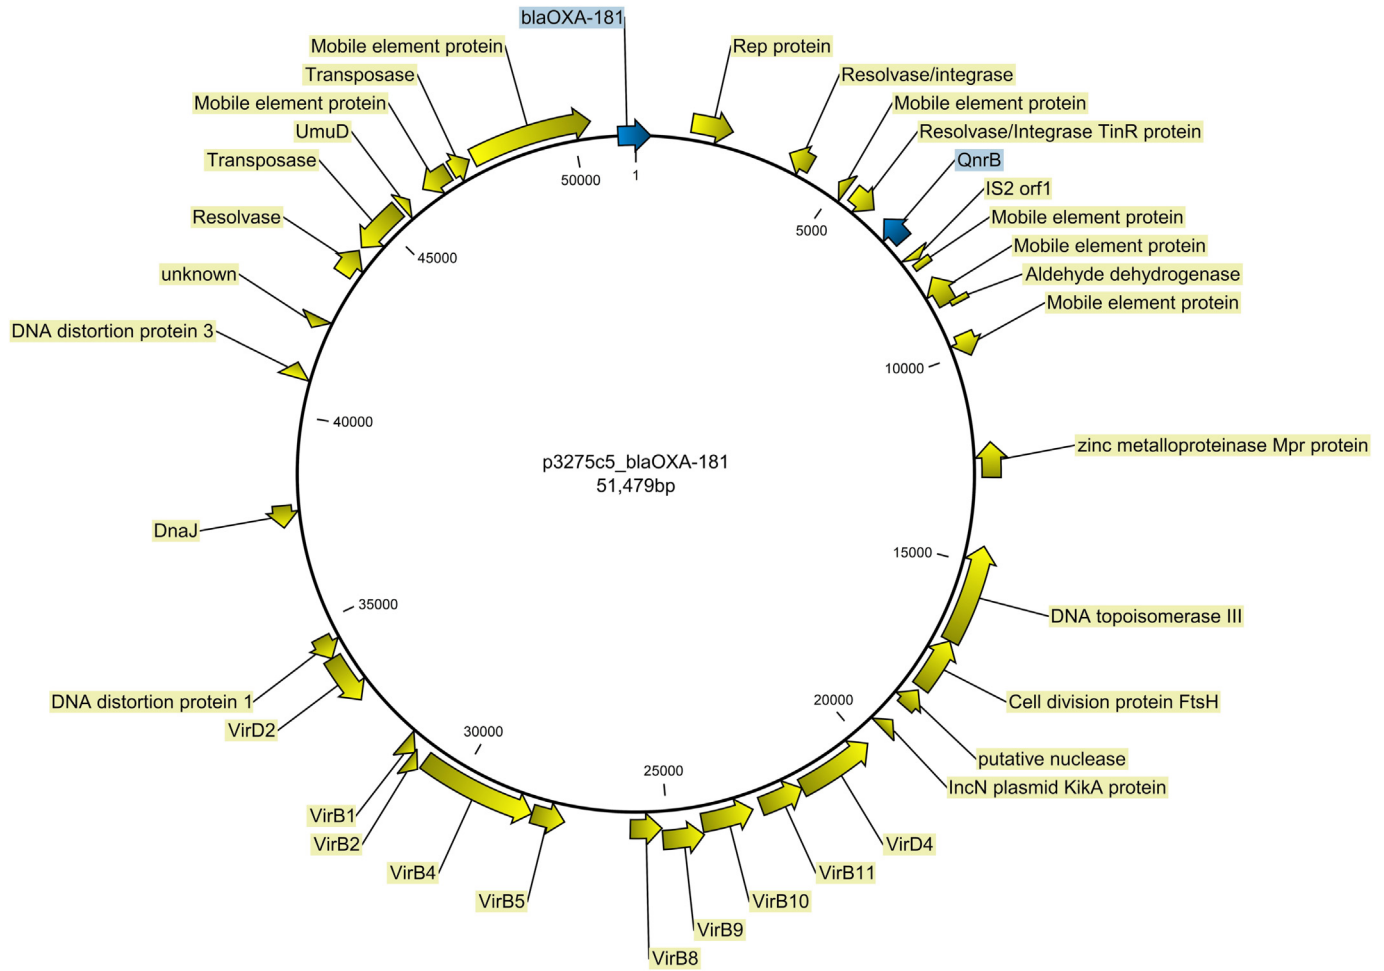 blaOXA-181
Mobile element protein
Rep protein
Transposase
Resolvase/integrase
Mobile element protein
Mobile element protein
UmuD
Resolvase/Integrase TinR protein
Transposase
QnrB
50000
1
IS2 orf1
Resolvase
Mobile element protein
5000
Mobile element protein
45000
unknown
Aldehyde dehydrogenase
Mobile element protein
DNA distortion protein 3
10000
40000
zinc metalloproteinase Mpr protein
p3275c5_blaOXA-181
51,479bp
DnaJ
15000
35000
DNA topoisomerase III
DNA distortion protein 1
Cell division protein FtsH
20000
VirD2
30000
putative nuclease
25000
IncN plasmid KikA protein
VirB1
VirB2
VirD4
VirB4
VirB11
VirB5
VirB10
VirB9
VirB8